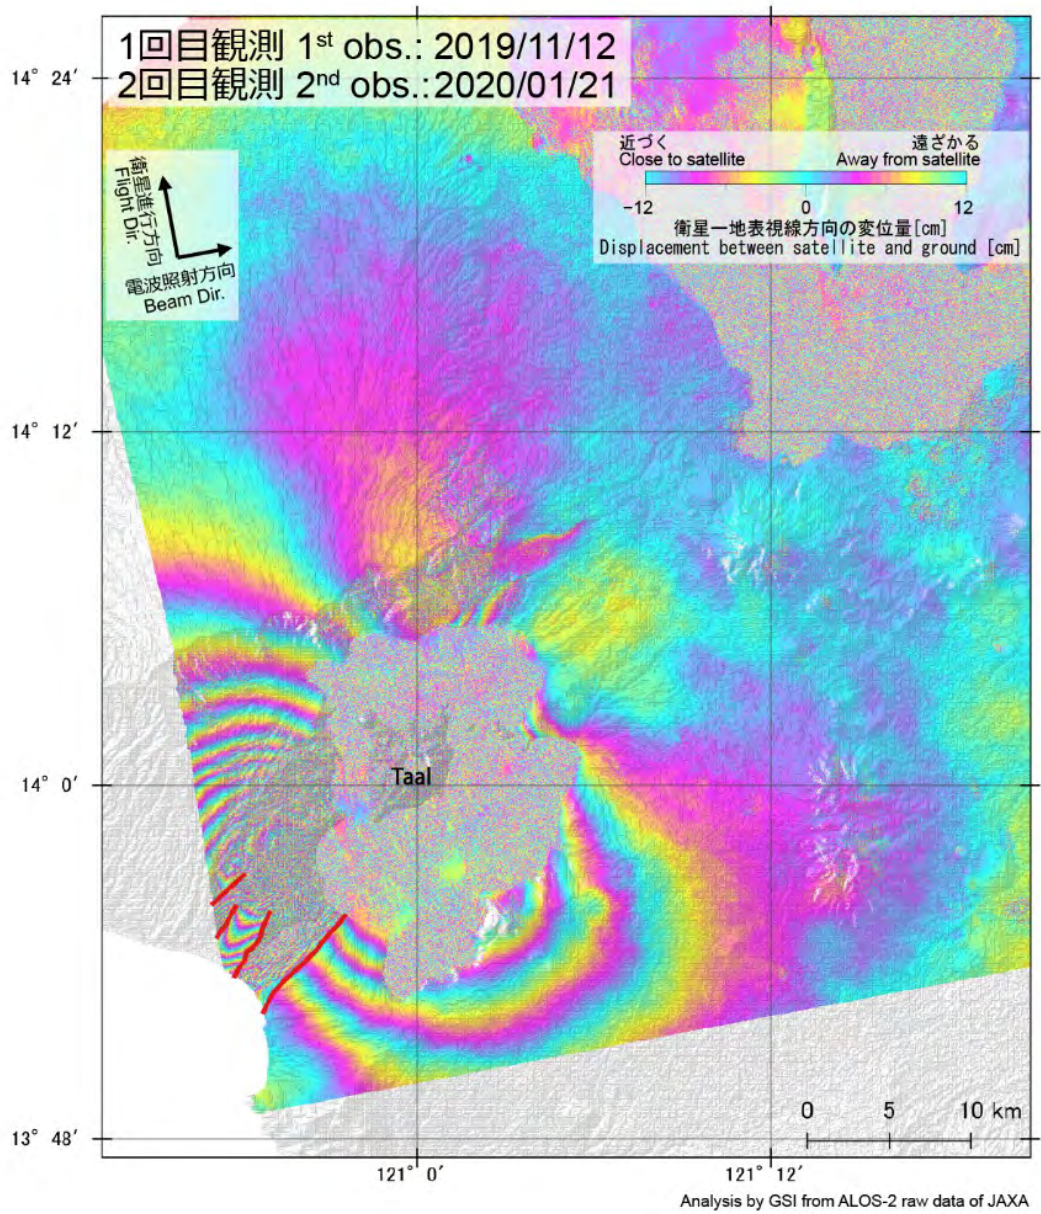 1回目観測 1st obs.: 2019/11/12
2回目観測 2nd obs.: 2020/01/21
14° 24′
近づく 遠ざかる
Close to satellite Away from satellite
-12 0 12
衛星ー地表視線方向の変位量[cm]
Displacement between satellite and ground [cm]
衛星進行方向
Flight Dir.
電波照射方向
Beam Dir.
14° 12′
Taal
14° 0′
0 5 10 km
13° 48′
121° 0′ 121° 12′
Analysis by GSI from ALOS-2 raw data of JAXA